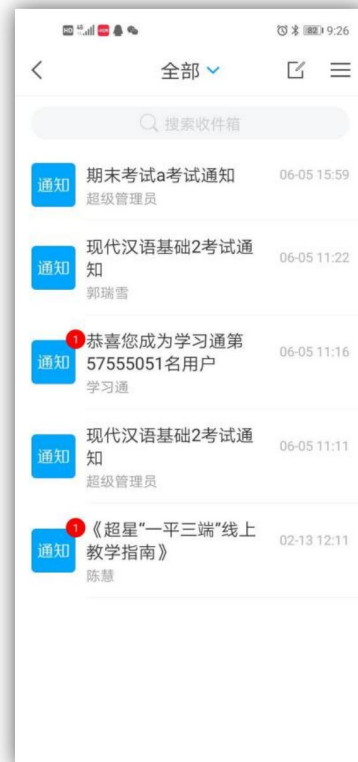 HD 82 9:26
全部
搜索收件箱
通知
期末考试a考试通知
06-05 15:59
超级管理员
通知
现代汉语基础2考试通
知
06-05 11:22
郭瑞雪
通知
1
恭喜您成为学习通第
57555051名用户
06-05 11:16
学习通
通知
现代汉语基础2考试通
知
06-05 11:11
超级管理员
通知
1
《超星“一平三端”线上
教学指南》
02-13 12:11
陈慧